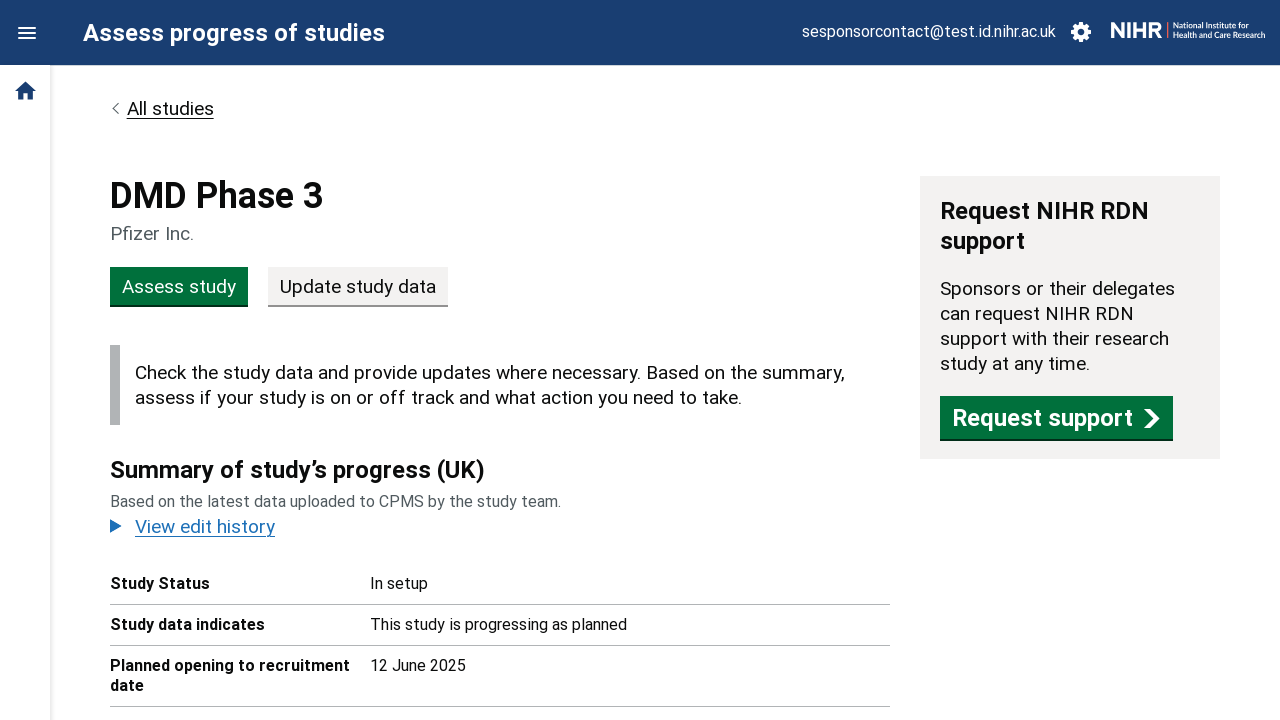 Assess progress of studies
sesponsorcontact@test.id.nihr.ac.uk
NIHR | National Institute for
Health and Care Research
All studies
DMD Phase 3
Pfizer Inc.
Assess study
Update study data
Check the study data and provide updates where necessary. Based on the summary,
assess if your study is on or off track and what action you need to take.
Summary of study’s progress (UK)
Based on the latest data uploaded to CPMS by the study team.
View edit history
Study Status In setup
Study data indicates This study is progressing as planned
Planned opening to recruitment 12 June 2025
date
Request NIHR RDN
support
Sponsors or their delegates
can request NIHR RDN
support with their research
study at any time.
Request support